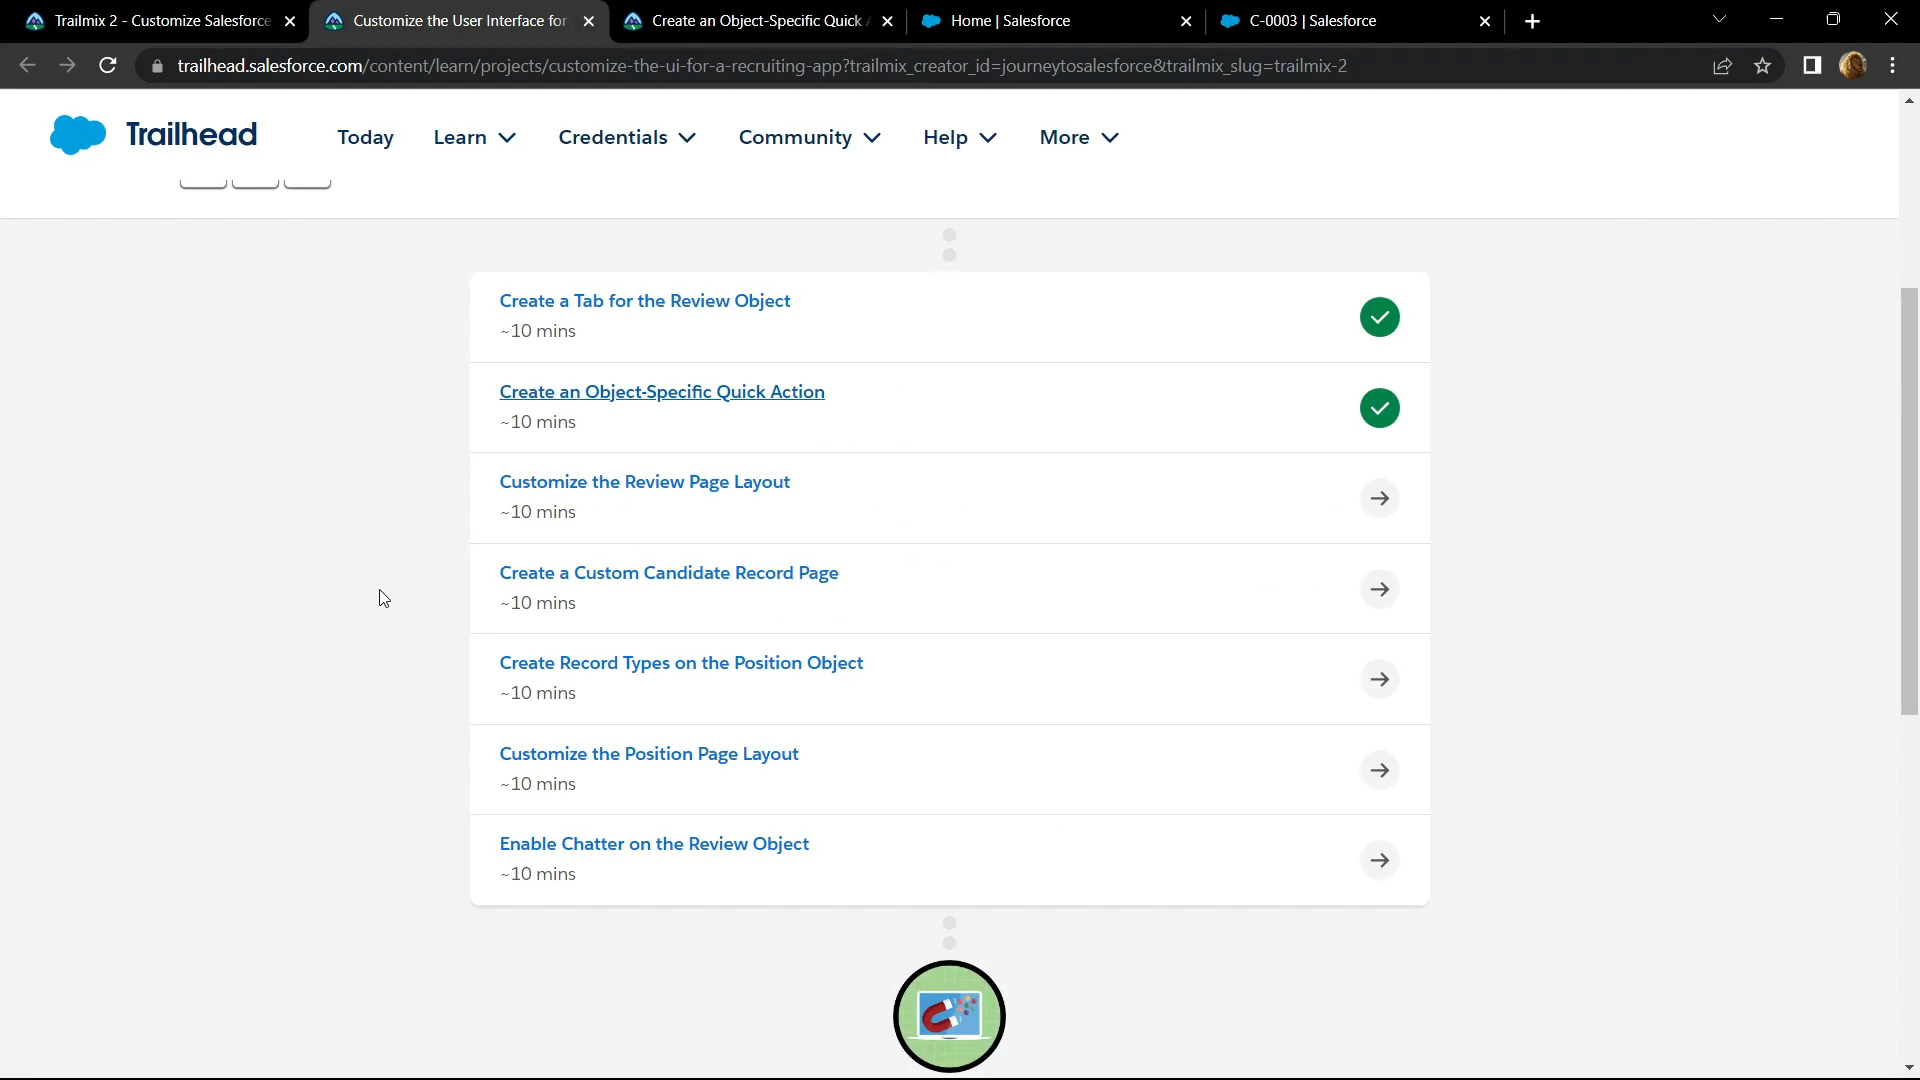 Trailmix 2 - Customize Salesforce
Customize the User Interface for
Create an Object-Specific Quick A
Home | Salesforce
C-0003 | Salesforce
trailhead.salesforce.com/content/learn/projects/customize-the-ui-for-a-recruiting-app?trailmix_creator_id=journeytosalesforce&trailmix_slug=trailmix-2
Trailhead
Today
Learn
Credentials
Community
Help
More
Create a Tab for the Review Object
~10 mins
Create an Object-Specific Quick Action
~10 mins
Customize the Review Page Layout
~10 mins
Create a Custom Candidate Record Page
~10 mins
Create Record Types on the Position Object
~10 mins
Customize the Position Page Layout
~10 mins
Enable Chatter on the Review Object
~10 mins